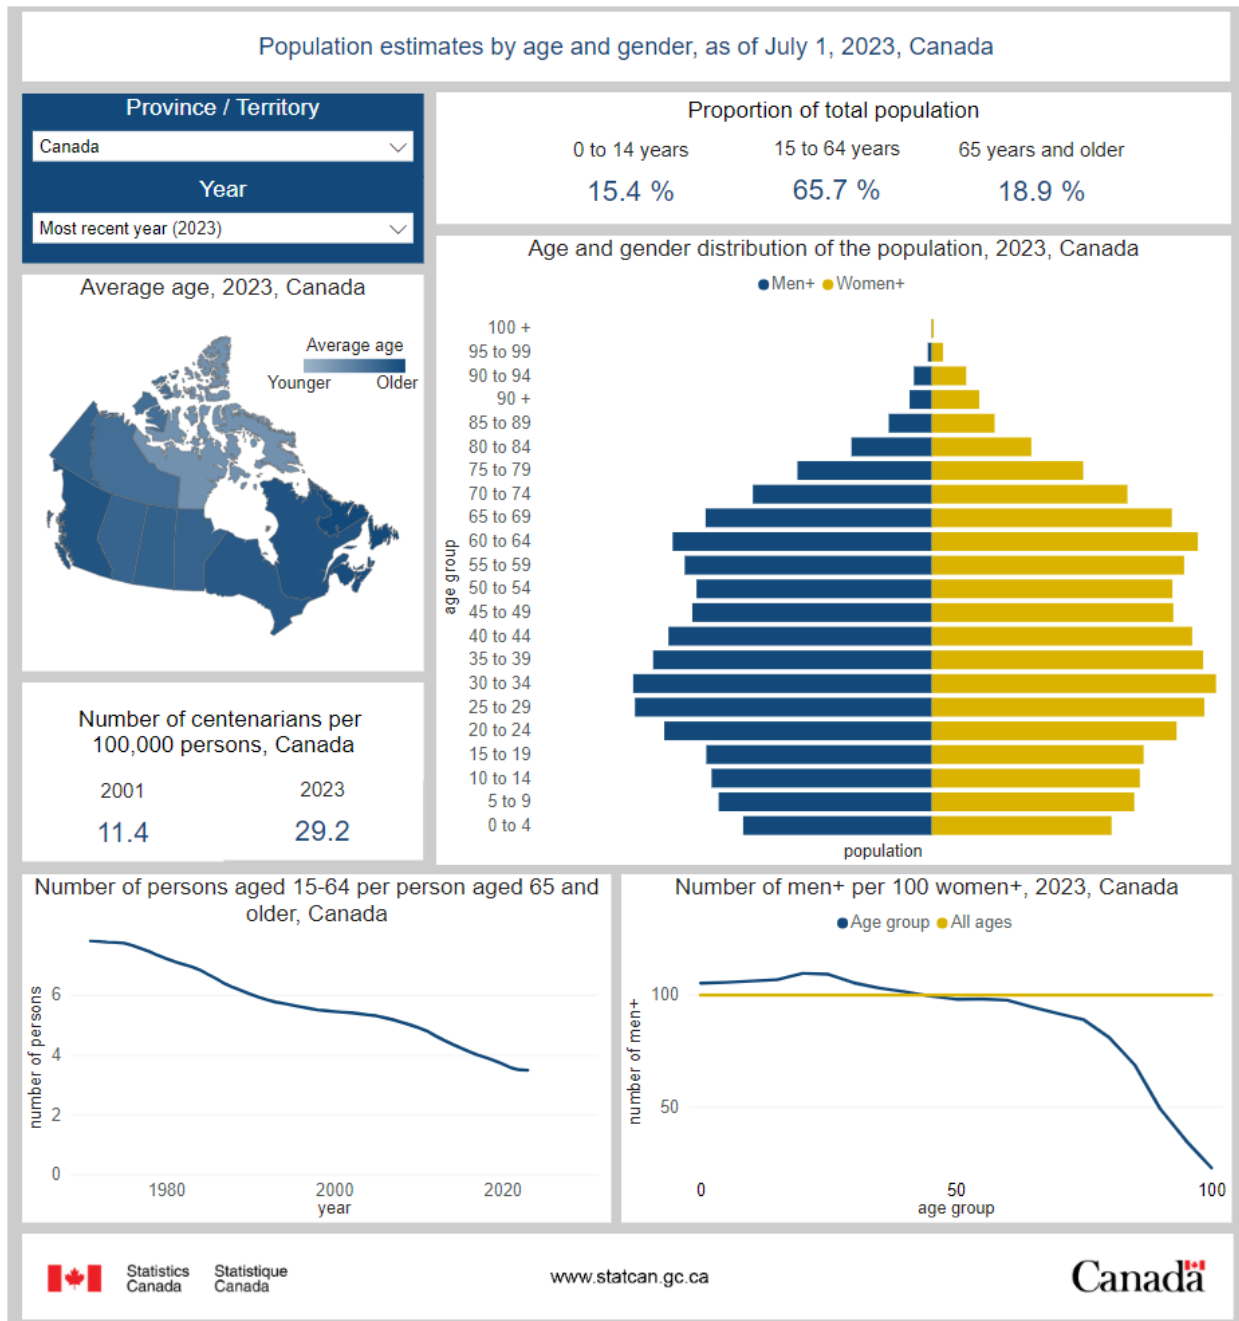 Population estimates by age and gender, as of July 1, 2023, Canada
Province / Territory
Canada
Year
Most recent year (2023)
Proportion of total population
0 to 14 years
15 to 64 years
65 years and older
15.4 %
65.7 %
18.9 %
Average age, 2023, Canada
Average age
Younger
Older
Age and gender distribution of the population, 2023, Canada
Men+
Women+
age group
100 +
95 to 99
90 to 94
90 +
85 to 89
80 to 84
75 to 79
70 to 74
65 to 69
60 to 64
55 to 59
50 to 54
45 to 49
40 to 44
35 to 39
30 to 34
25 to 29
20 to 24
15 to 19
10 to 14
5 to 9
0 to 4
population
Number of centenarians per
100,000 persons, Canada
2001
2023
11.4
29.2
Number of persons aged 15-64 per person aged 65 and
older, Canada
number of persons
6
4
2
0
1980
2000
2020
year
Number of men+ per 100 women+, 2023, Canada
Age group
All ages
number of men+
100
50
0
50
100
age group
Statistics
Canada
Statistique
Canada
www.statcan.gc.ca
Canada